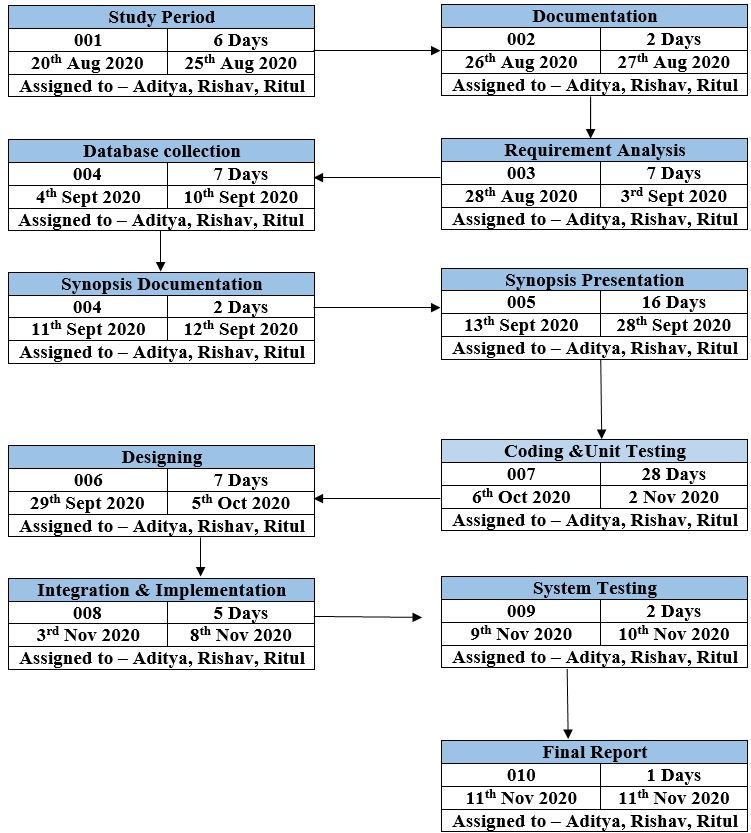 Study Period
001 6 Days
20th Aug 2020 25th Aug 2020
Assigned to – Aditya, Rishav, Ritul
Documentation
002 2 Days
26th Aug 2020 27th Aug 2020
Assigned to – Aditya, Rishav, Ritul
Database collection
004 7 Days
4th Sept 2020 10th Sept 2020
Assigned to – Aditya, Rishav, Ritul
Requirement Analysis
003 7 Days
28th Aug 2020 3rd Sept 2020
Assigned to – Aditya, Rishav, Ritul
Synopsis Documentation
004 2 Days
11th Sept 2020 12th Sept 2020
Assigned to – Aditya, Rishav, Ritul
Synopsis Presentation
005 16 Days
13th Sept 2020 28th Sept 2020
Assigned to – Aditya, Rishav, Ritul
Designing
006 7 Days
29th Sept 2020 5th Oct 2020
Assigned to – Aditya, Rishav, Ritul
Coding &Unit Testing
007 28 Days
6th Oct 2020 2 Nov 2020
Assigned to – Aditya, Rishav, Ritul
Integration & Implementation
008 5 Days
3rd Nov 2020 8th Nov 2020
Assigned to – Aditya, Rishav, Ritul
System Testing
009 2 Days
9th Nov 2020 10th Nov 2020
Assigned to – Aditya, Rishav, Ritul
Final Report
010 1 Days
11th Nov 2020 11th Nov 2020
Assigned to – Aditya, Rishav, Ritul